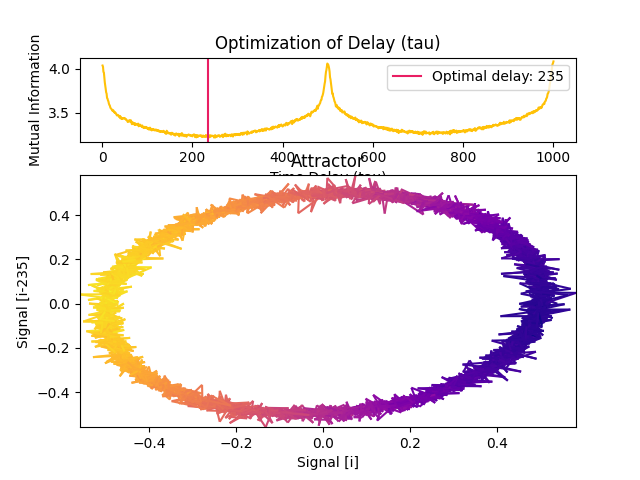 Optimization of Delay (tau)
Mutual Information
4.0
3.5
Optimal delay: 235
0 200 400 600 800 1000
Time Delay (tau)
Attractor
Signal [i-235]
0.4
0.2
0.0
−0.2
−0.4
−0.4 −0.2 0.0 0.2 0.4
Signal [i]